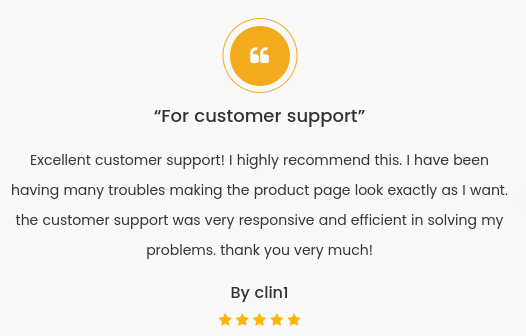 “For customer support”
Excellent customer support! I highly recommend this. I have been
having many troubles making the product page look exactly as I want.
the customer support was very responsive and efficient in solving my
problems. thank you very much!
By clin1